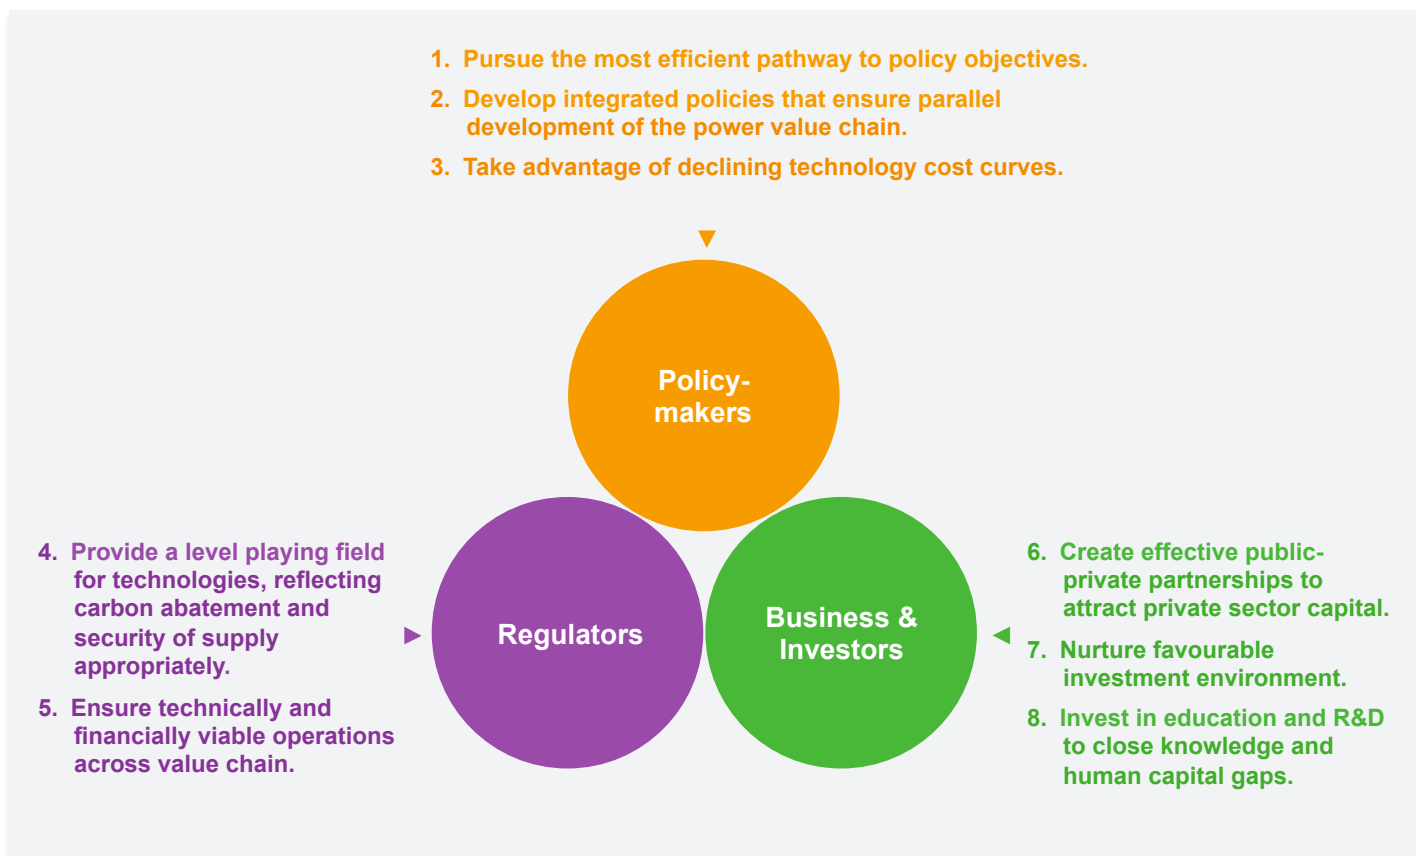 1. Pursue the most efficient pathway to policy objectives.
2. Develop integrated policies that ensure parallel
development of the power value chain.
3. Take advantage of declining technology cost curves.
Policy-
makers
4. Provide a level playing field
for technologies, reflecting
carbon abatement and
security of supply
appropriately.
5. Ensure technically and
financially viable operations
across value chain.
Regulators
Business &
Investors
6. Create effective public-
private partnerships to
attract private sector capital.
7. Nurture favourable
investment environment.
8. Invest in education and R&D
to close knowledge and
human capital gaps.